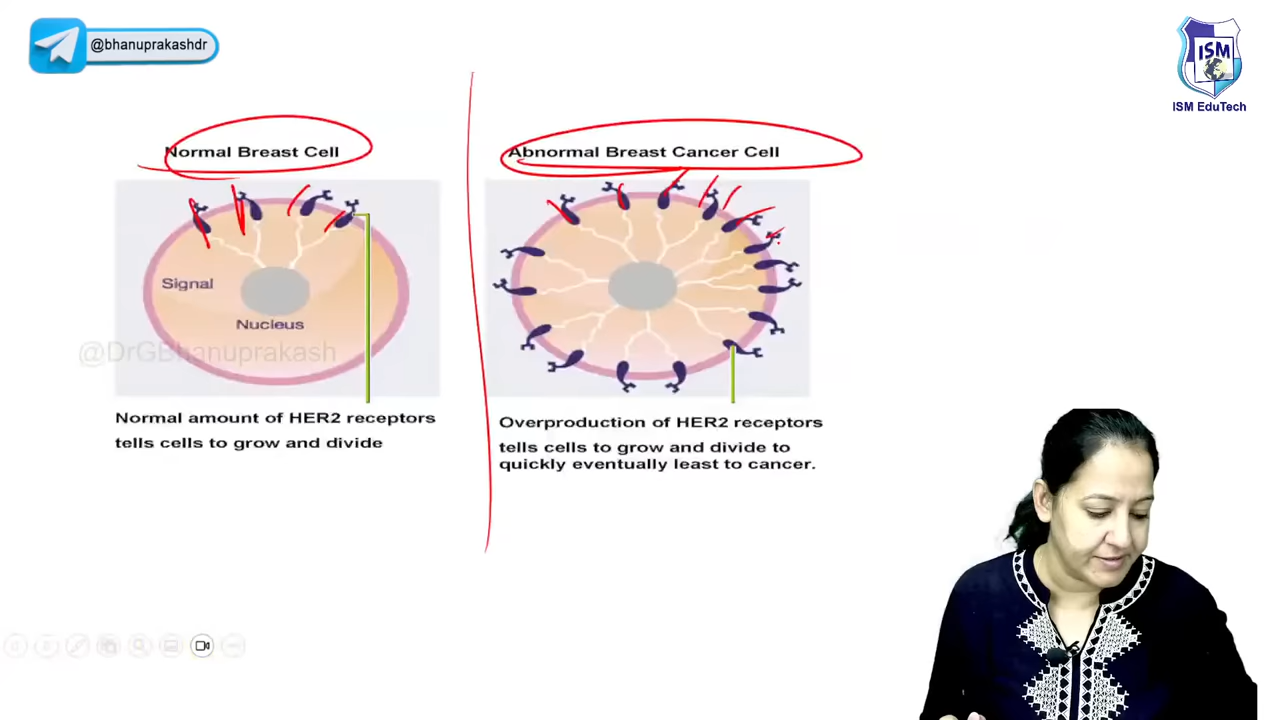 @bhanuprakashdr
ISM
ISM EduTech
Normal Breast Cell
Abnormal Breast Cancer Cell
Signal
Nucleus
@DrGBhanuprakash
Normal amount of HER2 receptors
tells cells to grow and divide
Overproduction of HER2 receptors
tells cells to grow and divide to
quickly eventually least to cancer.